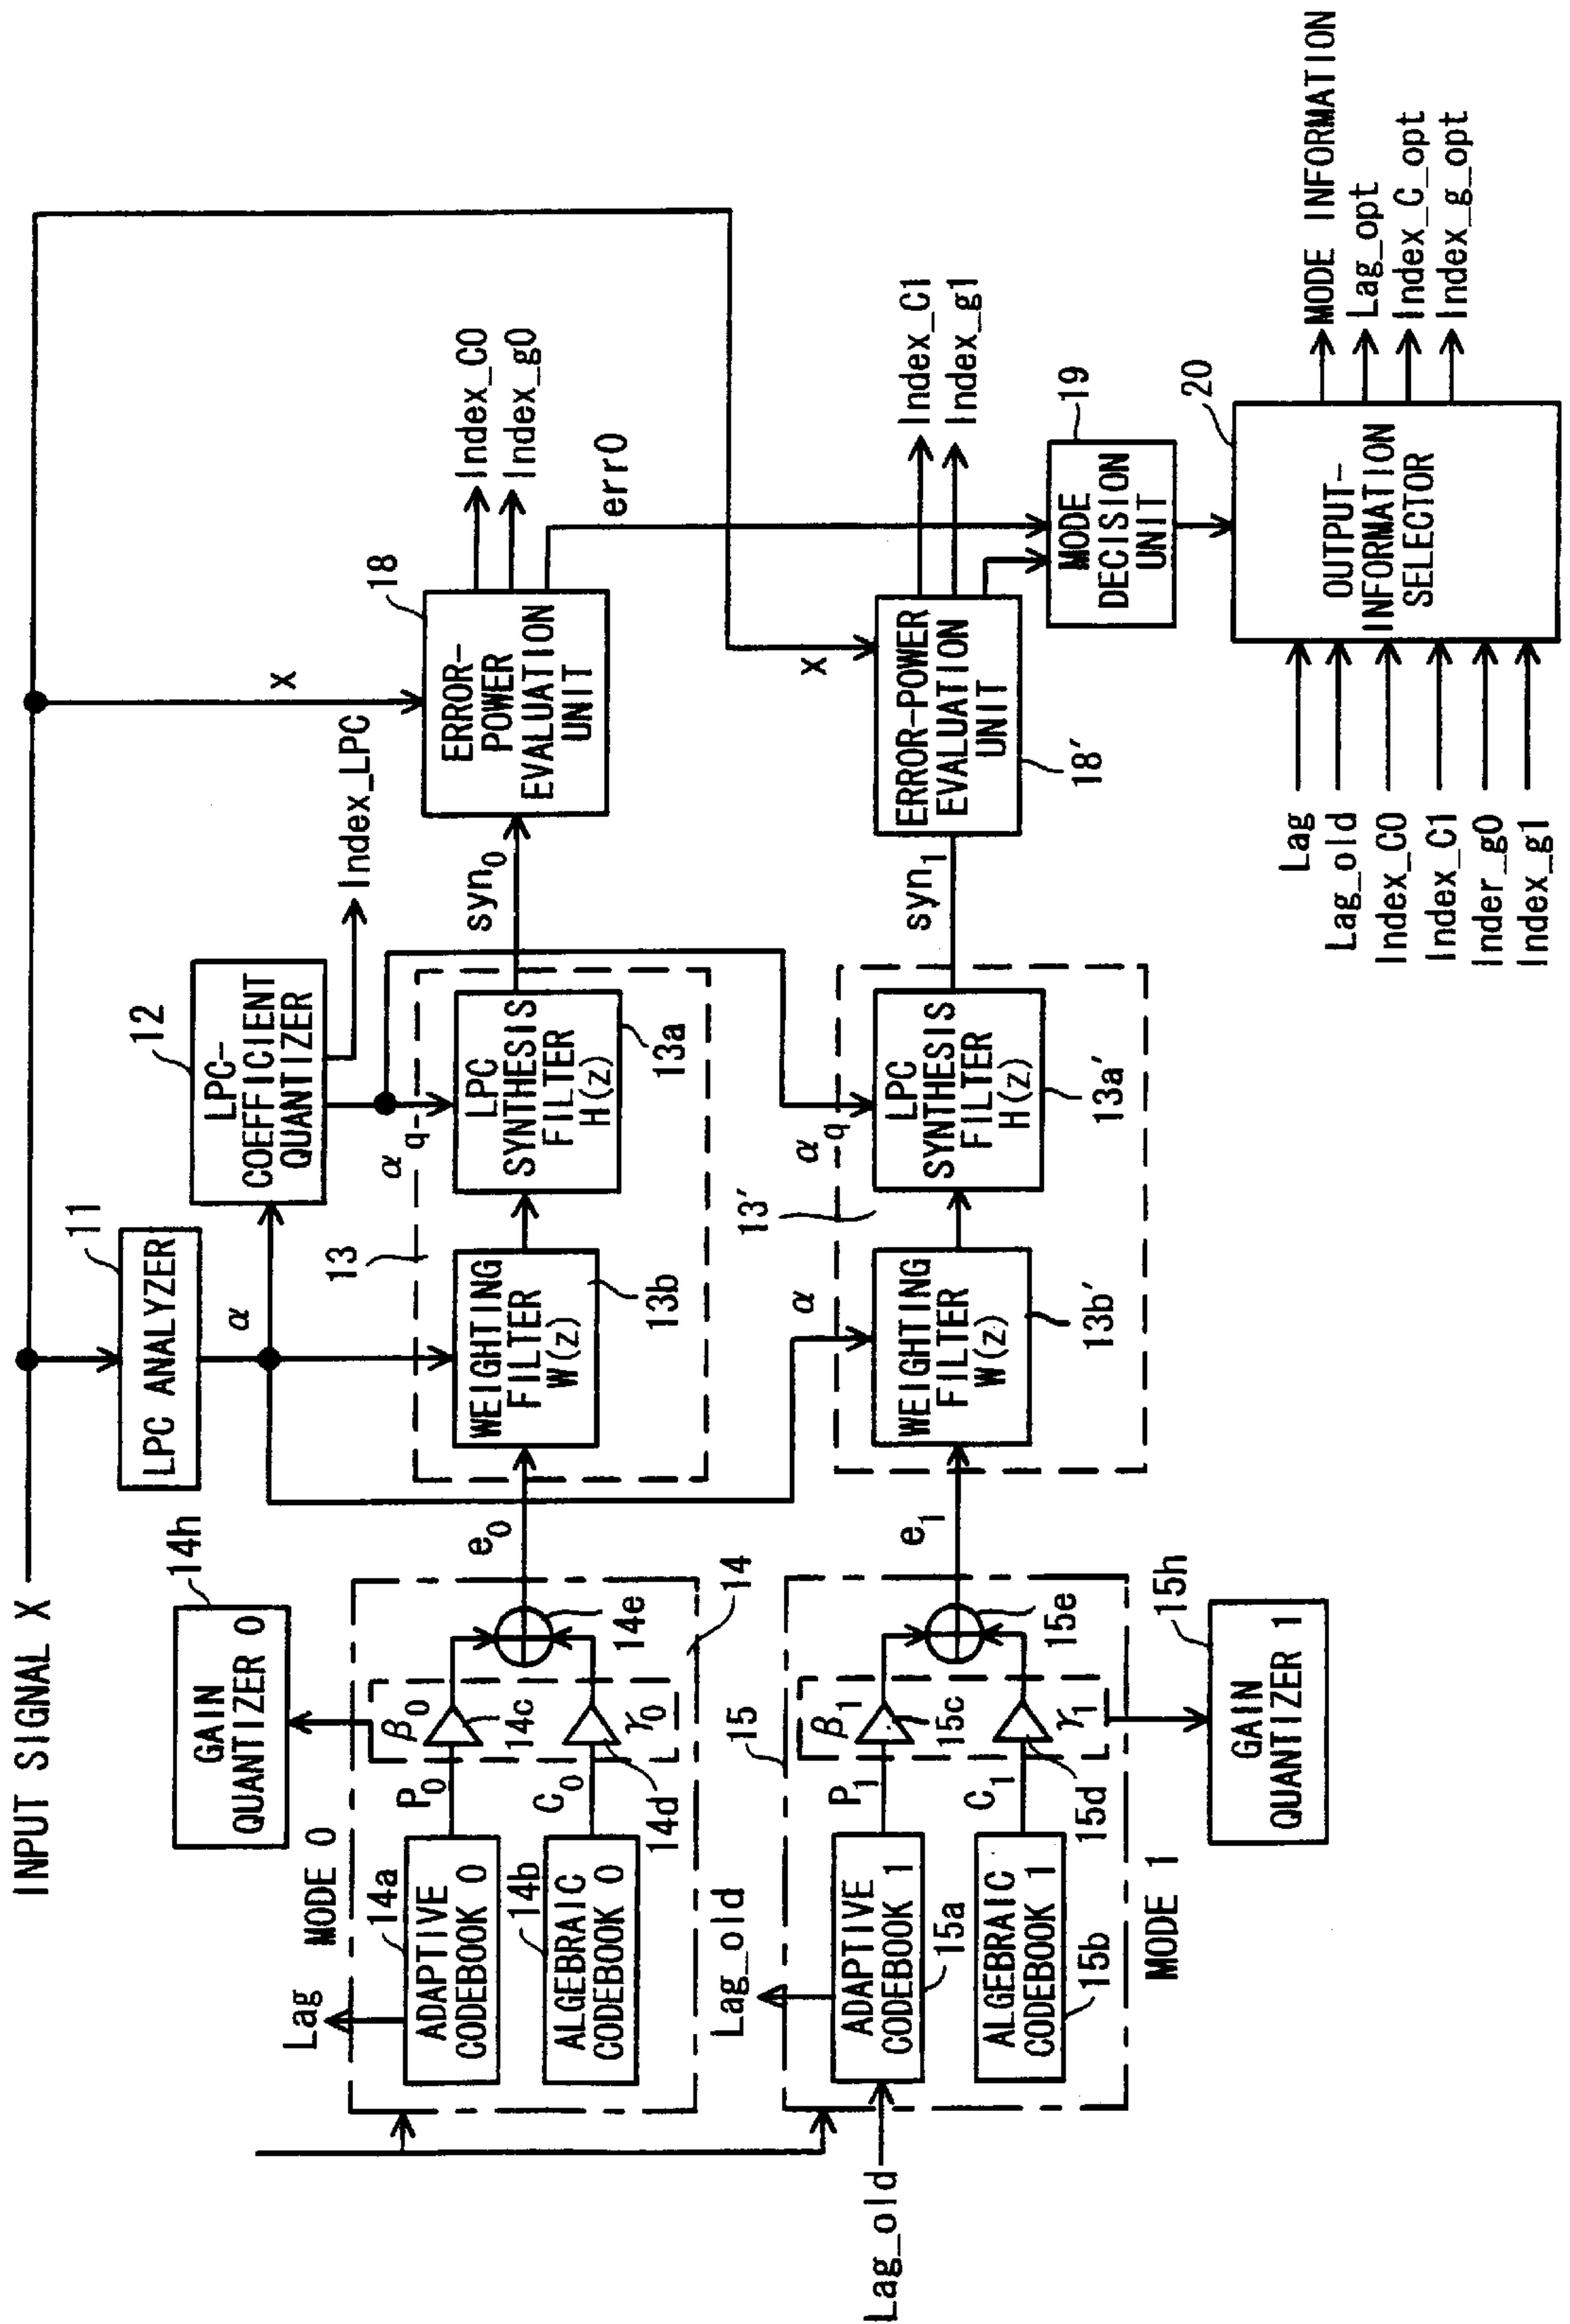 INPUT SIGNAL X
11
LPC ANALYZER
α
12
LPC-
COEFFICIENT
QUANTIZER
Index_LPC
x
14h
GAIN
QUANTIZER 0
MODE 0
Lag
14a
ADAPTIVE
CODEBOOK 0
14b
ALGEBRAIC
CODEBOOK 0
P0
C0
β0
14c
γ0
14d
14e
14
e0
13
WEIGHTING
FILTER
W(z)
13b
αq
LPC
SYNTHESIS
FILTER
H(z)
13a
syn0
18
ERROR-
POWER
EVALUATION
UNIT
Index_C0
Index_g0
err0
Lag_old
Lag_old
15
ADAPTIVE
CODEBOOK 1
15a
ALGEBRAIC
CODEBOOK 1
15b
MODE 1
P1
C1
β1
15c
γ1
15d
15e
e1
15h
GAIN
QUANTIZER 1
α
13'
WEIGHTING
FILTER
W(z)
13b'
αq
LPC
SYNTHESIS
FILTER
H(z)
13a'
syn1
x
ERROR-POWER
EVALUATION
UNIT
18'
Index_C1
Index_g1
19
MODE
DECISION
UNIT
20
OUTPUT-
INFORMATION
SELECTOR
Lag
Lag_old
Index_C0
Index_C1
Inder_g0
Index_g1
MODE INFORMATION
Lag_opt
Index_C_opt
Index_g_opt